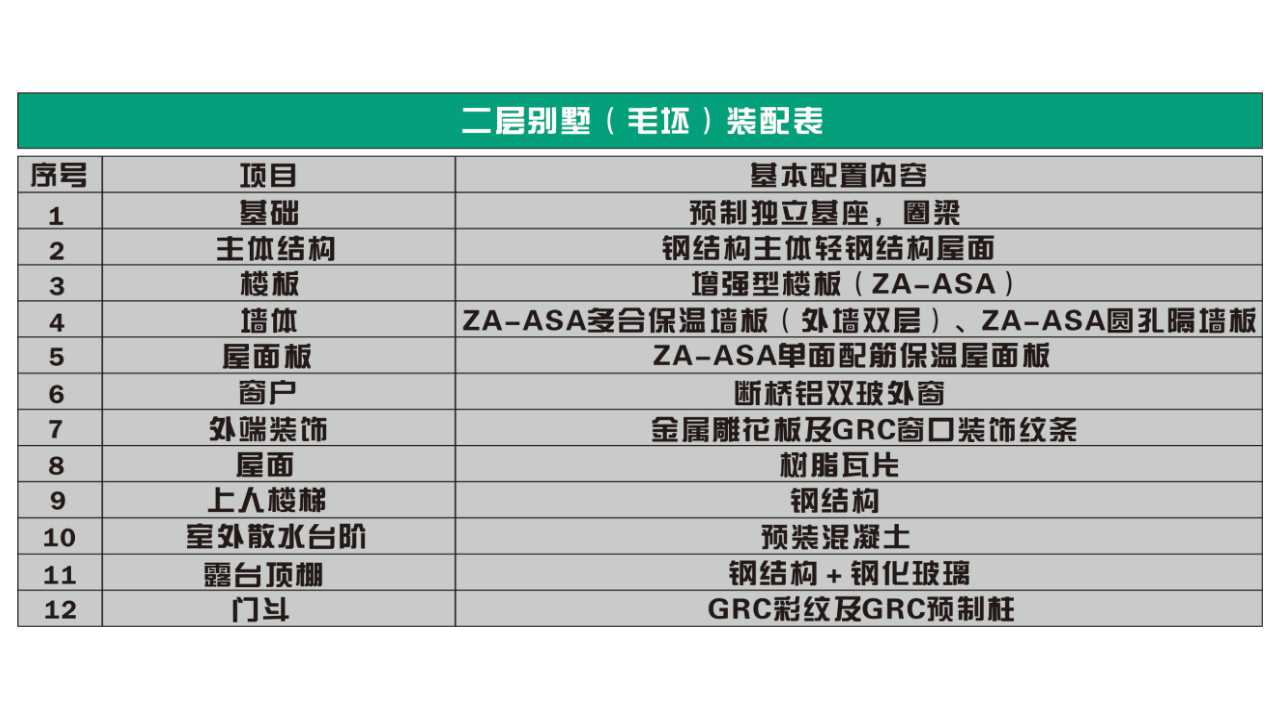 二层别墅（毛坯）装配表
序号 项目 基本配置内容
1 基础 预制独立基座，圈梁
2 主体结构 钢结构主体轻钢结构屋面
3 楼板 增强型楼板（ZA-ASA）
4 墙体 ZA-ASA多合保温墙板（外墙双层）、ZA-ASA圆孔隔墙板
5 屋面板 ZA-ASA单面配筋保温屋面板
6 窗户 断桥铝双玻外窗
7 外端装饰 金属雕花板及GRC窗口装饰纹条
8 屋面 树脂瓦片
9 上人楼梯 钢结构
10 室外散水台阶 预装混凝土
11 露台顶棚 钢结构+钢化玻璃
12 门斗 GRC彩纹及GRC预制柱